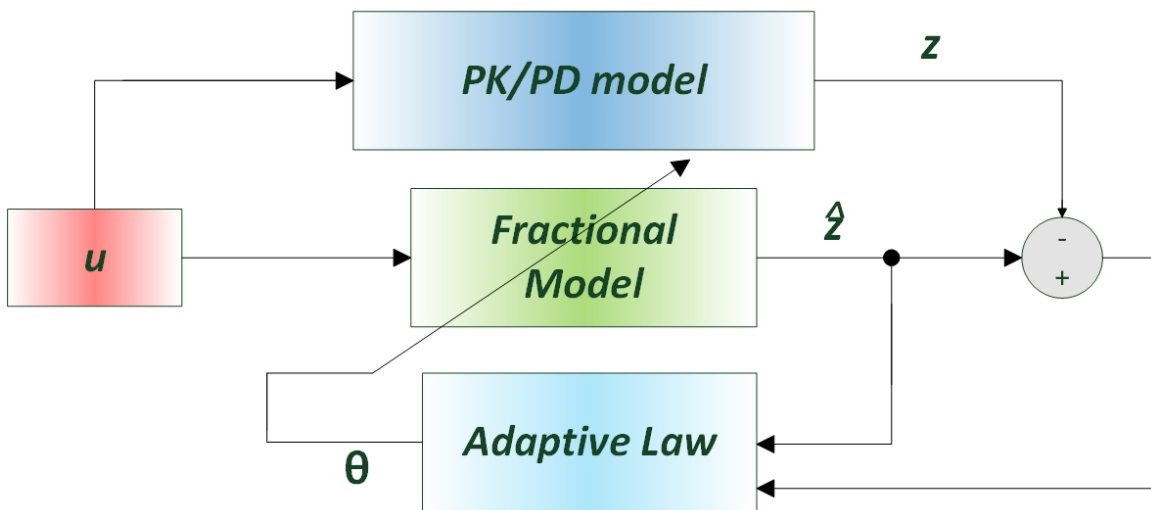 z
PK/PD model
Fractional
Model
ẑ
u
-
+
Adaptive Law
θ